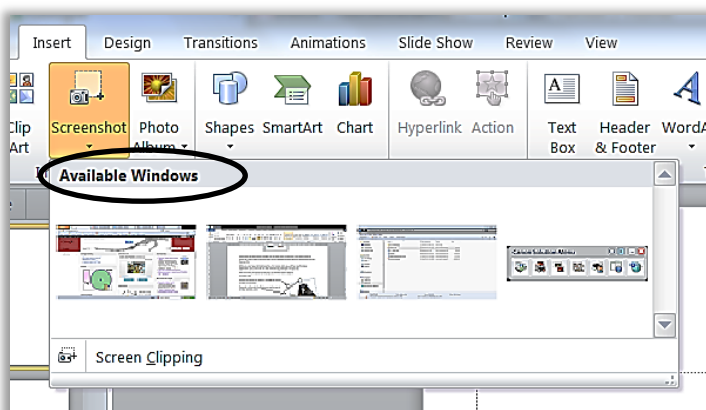 Insert Design Transitions Animations Slide Show Review View
Clip Art Screenshot Photo Album Shapes SmartArt Chart Hyperlink Action Text Box Header & Footer WordA
Available Windows
Screen Clipping